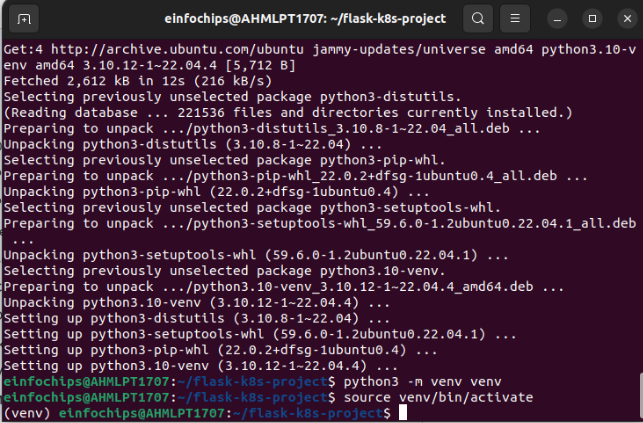 einfochips@AHMLPT1707: ~/flask-k8s-project
Get:4 http://archive.ubuntu.com/ubuntu jammy-updates/universe amd64 python3.10-v
env amd64 3.10.12-1~22.04.4 [5,712 B]
Fetched 2,612 kB in 12s (216 kB/s)
Selecting previously unselected package python3-distutils.
(Reading database ... 221536 files and directories currently installed.)
Preparing to unpack .../python3-distutils_3.10.8-1~22.04_all.deb ...
Unpacking python3-distutils (3.10.8-1~22.04) ...
Selecting previously unselected package python3-pip-whl.
Preparing to unpack .../python3-pip-whl_22.0.2+dfsg-1ubuntu0.4_all.deb ...
Unpacking python3-pip-whl (22.0.2+dfsg-1ubuntu0.4) ...
Selecting previously unselected package python3-setuptools-whl.
Preparing to unpack .../python3-setuptools-whl_59.6.0-1.2ubuntu0.22.04.1_all.deb
 ...
Unpacking python3-setuptools-whl (59.6.0-1.2ubuntu0.22.04.1) ...
Selecting previously unselected package python3.10-venv.
Preparing to unpack .../python3.10-venv_3.10.12-1~22.04.4_amd64.deb ...
Unpacking python3.10-venv (3.10.12-1~22.04.4) ...
Setting up python3-distutils (3.10.8-1~22.04) ...
Setting up python3-setuptools-whl (59.6.0-1.2ubuntu0.22.04.1) ...
Setting up python3-pip-whl (22.0.2+dfsg-1ubuntu0.4) ...
Setting up python3.10-venv (3.10.12-1~22.04.4) ...
einfochips@AHMLPT1707:~/flask-k8s-project$ python3 -m venv venv
einfochips@AHMLPT1707:~/flask-k8s-project$ source venv/bin/activate
(venv) einfochips@AHMLPT1707:~/flask-k8s-project$